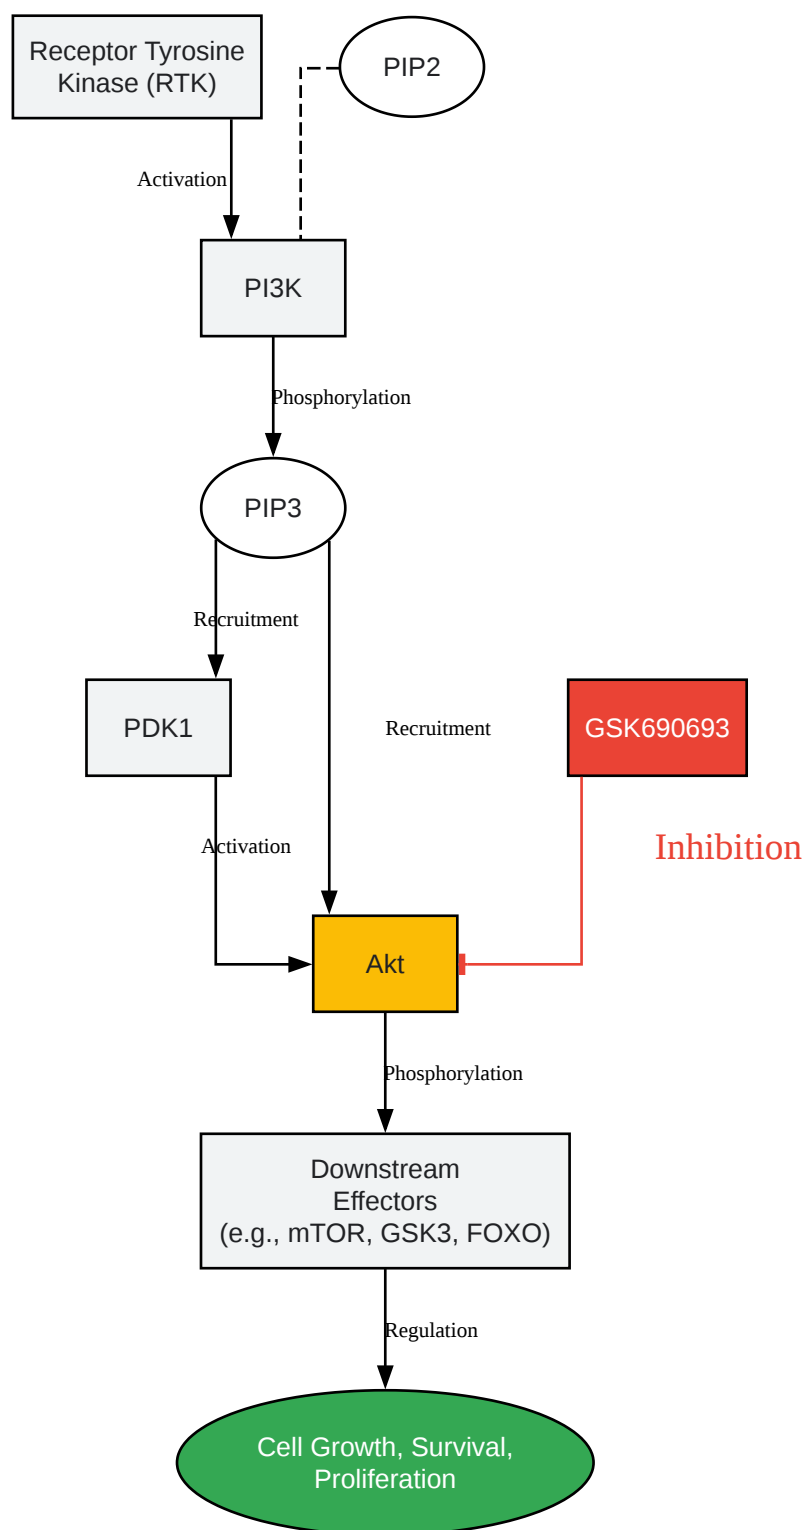 Receptor Tyrosine
Kinase (RTK)
PIP2
Activation
PI3K
Phosphorylation
PIP3
Recruitment
PDK1
Recruitment
GSK690693
Activation
Inhibition
Akt
Phosphorylation
Downstream
Effectors
(e.g., mTOR, GSK3, FOXO)
Regulation
Cell Growth, Survival,
Proliferation